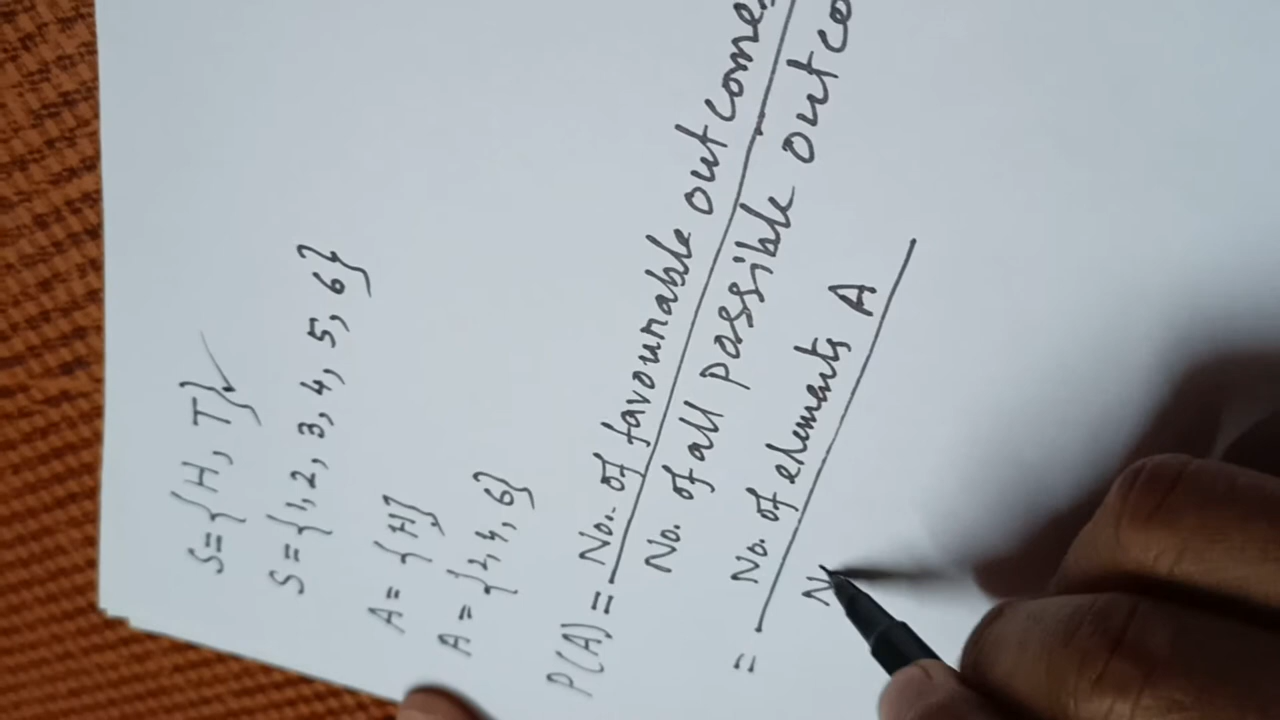 S={H, T}✓
S={1,2,3,4,5,6}
A={H}
A={2,4,6}
P(A)= No. of favourable outcomes
No. of all possible outco
= No. of elements A
N